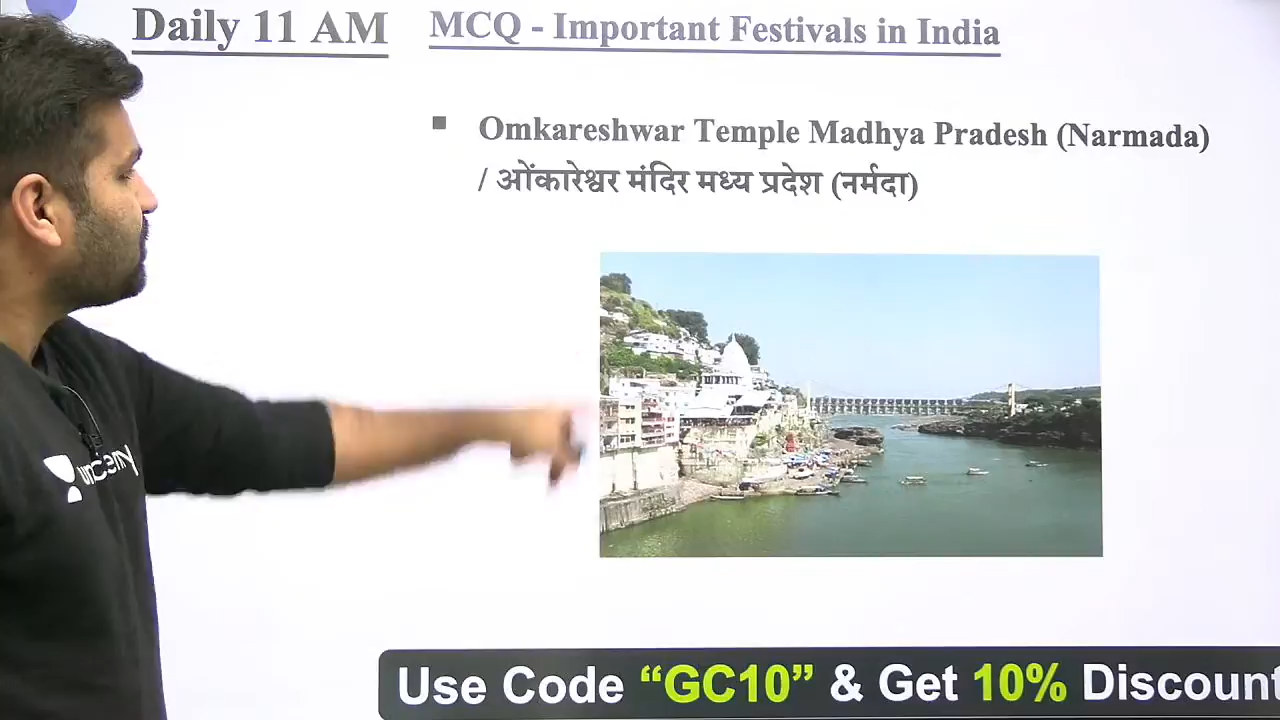 Daily 11 AM
MCQ - Important Festivals in India
Omkareshwar Temple Madhya Pradesh (Narmada)
/ ओंकारेश्वर मंदिर मध्य प्रदेश (नर्मदा)
unacademy
Use Code “GC10” & Get 10% Discount